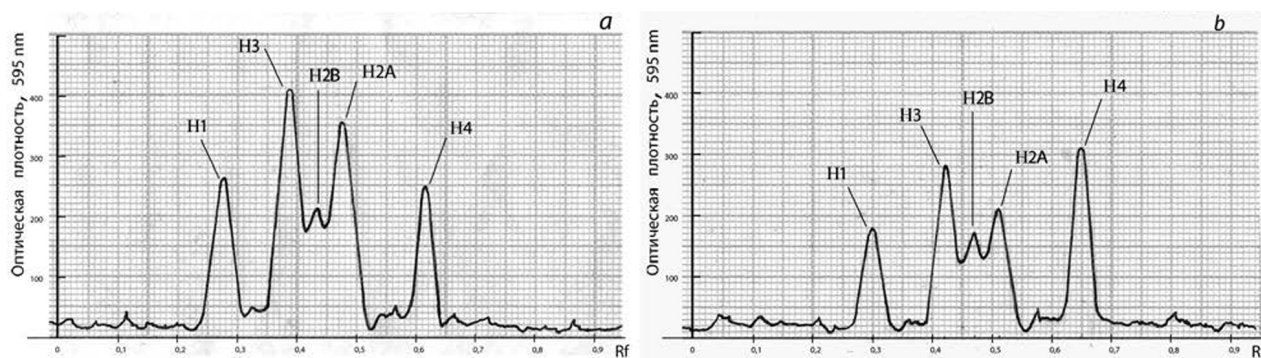 a
Оптическая плотность, 595 nm
400
300
200
100
H1
H3
H2B
H2A
H4
0 0,1 0,2 0,3 0,4 0,5 0,6 0,7 0,8 0,9 Rf
b
Оптическая плотность, 595 nm
400
300
200
100
H1
H3
H2B
H2A
H4
0 0,1 0,2 0,3 0,4 0,5 0,6 0,7 0,8 0,9 R